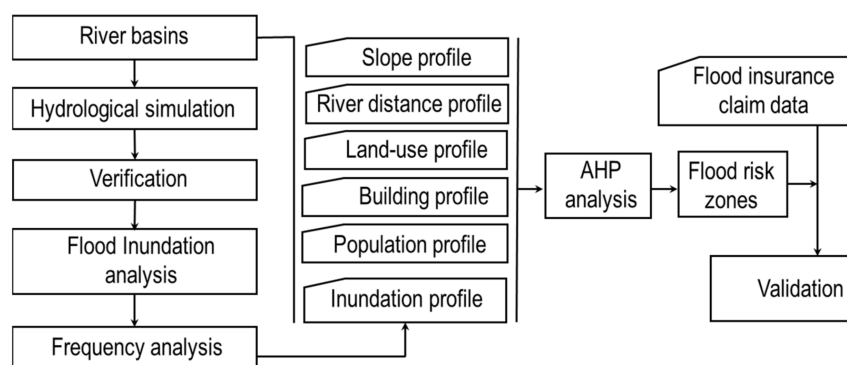 River basins
Hydrological simulation
Verification
Flood Inundation
analysis
Frequency analysis
Slope profile
River distance profile
Land-use profile
Building profile
Population profile
Inundation profile
AHP
analysis
Flood risk
zones
Flood insurance
claim data
Validation